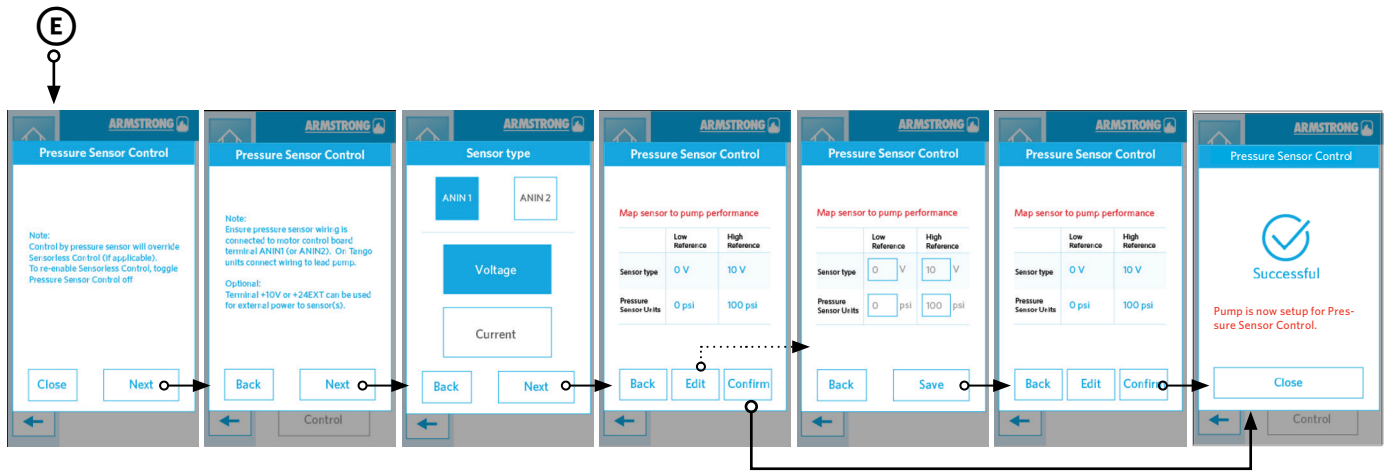 E
ARMSTRONG
Pressure Sensor Control
Note:
Control by pressure sensor will override
Sensorless Control (if applicable).
To re-enable Sensorless Control, toggle
Pressure Sensor Control off
Close
Next
ARMSTRONG
Pressure Sensor Control
Note:
Ensure pressure sensor wiring is
connected to motor control board
terminal ANIN1 (or ANIN2). On Tango
units connect wiring to lead pump.
Optional:
Terminal +10V or +24EXT can be used
for external power to sensor(s).
Back
Next
Control
ARMSTRONG
Sensor type
ANIN 1
ANIN 2
Voltage
Current
Back
Next
ARMSTRONG
Pressure Sensor Control
Map sensor to pump performance
Low
Reference
High
Reference
Sensor type
0 V
10 V
Pressure
Sensor Units
0 psi
100 psi
Back
Edit
Confirm
ARMSTRONG
Pressure Sensor Control
Map sensor to pump performance
Low
Reference
High
Reference
Sensor type
0 V
10 V
Pressure
Sensor Units
0 psi
100 psi
Back
Save
ARMSTRONG
Pressure Sensor Control
Map sensor to pump performance
Low
Reference
High
Reference
Sensor type
0 V
10 V
Pressure
Sensor Units
0 psi
100 psi
Back
Edit
Confirm
ARMSTRONG
Pressure Sensor Control
Successful
Pump is now setup for Pres-
sure Sensor Control.
Close
Control